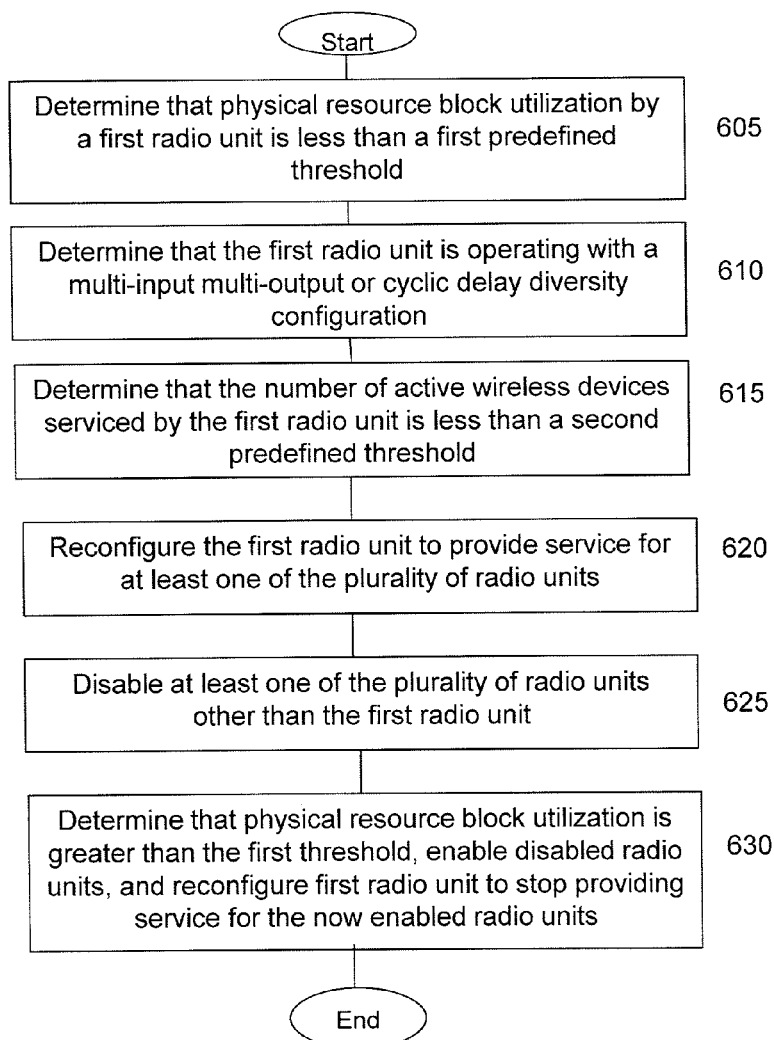 Start
Determine that physical resource block utilization by
a first radio unit is less than a first predefined
threshold
605
Determine that the first radio unit is operating with a
multi-input multi-output or cyclic delay diversity
configuration
610
Determine that the number of active wireless devices
serviced by the first radio unit is less than a second
predefined threshold
615
Reconfigure the first radio unit to provide service for
at least one of the plurality of radio units
620
Disable at least one of the plurality of radio units
other than the first radio unit
625
Determine that physical resource block utilization is
greater than the first threshold, enable disabled radio
units, and reconfigure first radio unit to stop providing
service for the now enabled radio units
630
End